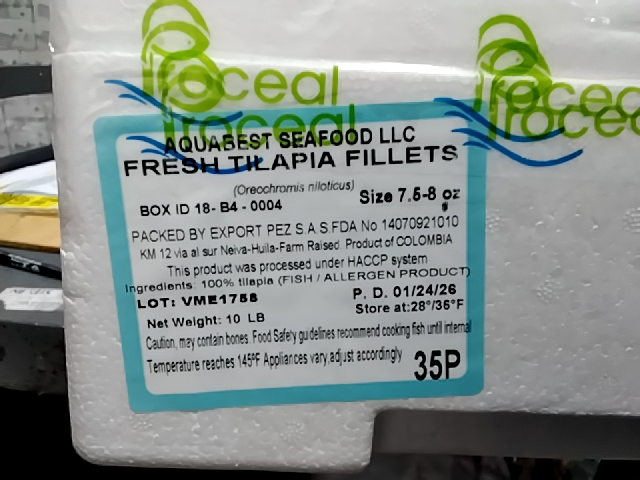 Proceal
Proceal
Proceal
Proceal
AQUABEST SEAFOOD LLC
FRESH TILAPIA FILLETS
(Oreochromis niloticus)
Size 7.5-8 oz
BOX ID 18- B4 - 0004
PACKED BY EXPORT PEZ S.A.S.FDA No 14070921010
KM 12 via al sur Neiva-Huila-Farm Raised. Product of COLOMBIA
This product was processed under HACCP system
Ingredients: 100% tilapia (FISH / ALLERGEN PRODUCT)
LOT: VME1758
P. D. 01/24/26
Net Weight: 10 LB
Store at:28°/36°F
Caution, may contain bones. Food Safety guidelines recommend cooking fish until internal
Temperature reaches 145ºF Appliances vary,adjust accordingly
35P